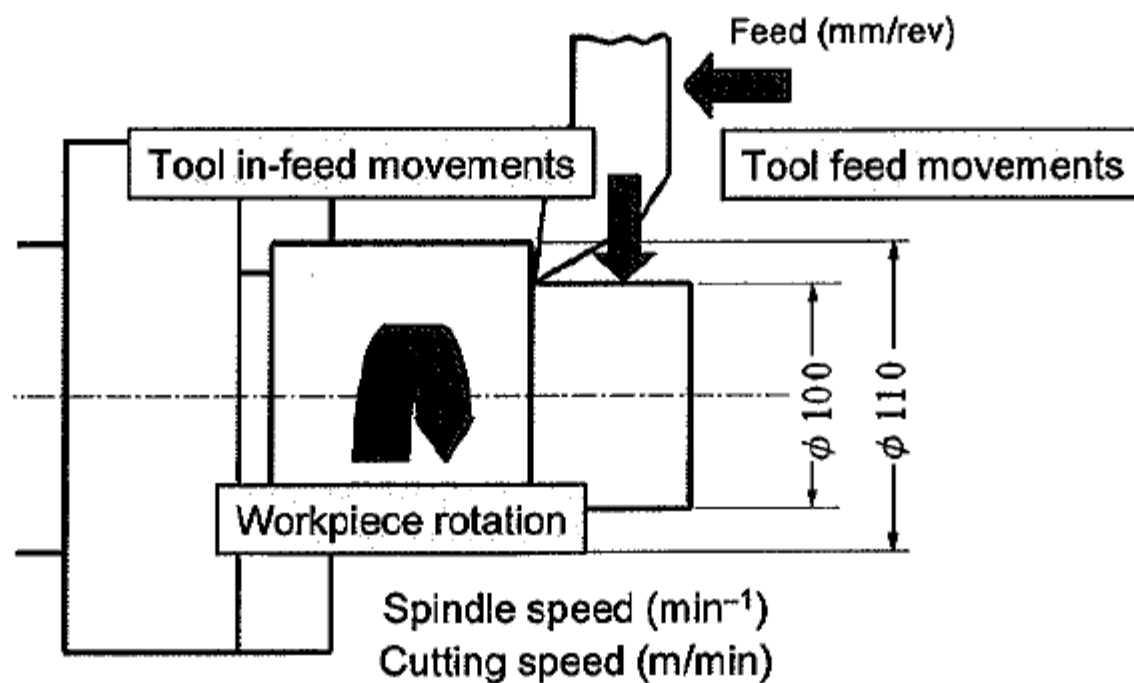 Feed (mm/rev)
Tool in-feed movements
Tool feed movements
ϕ 100
ϕ 110
Workpiece rotation
Spindle speed (min⁻¹)
Cutting speed (m/min)